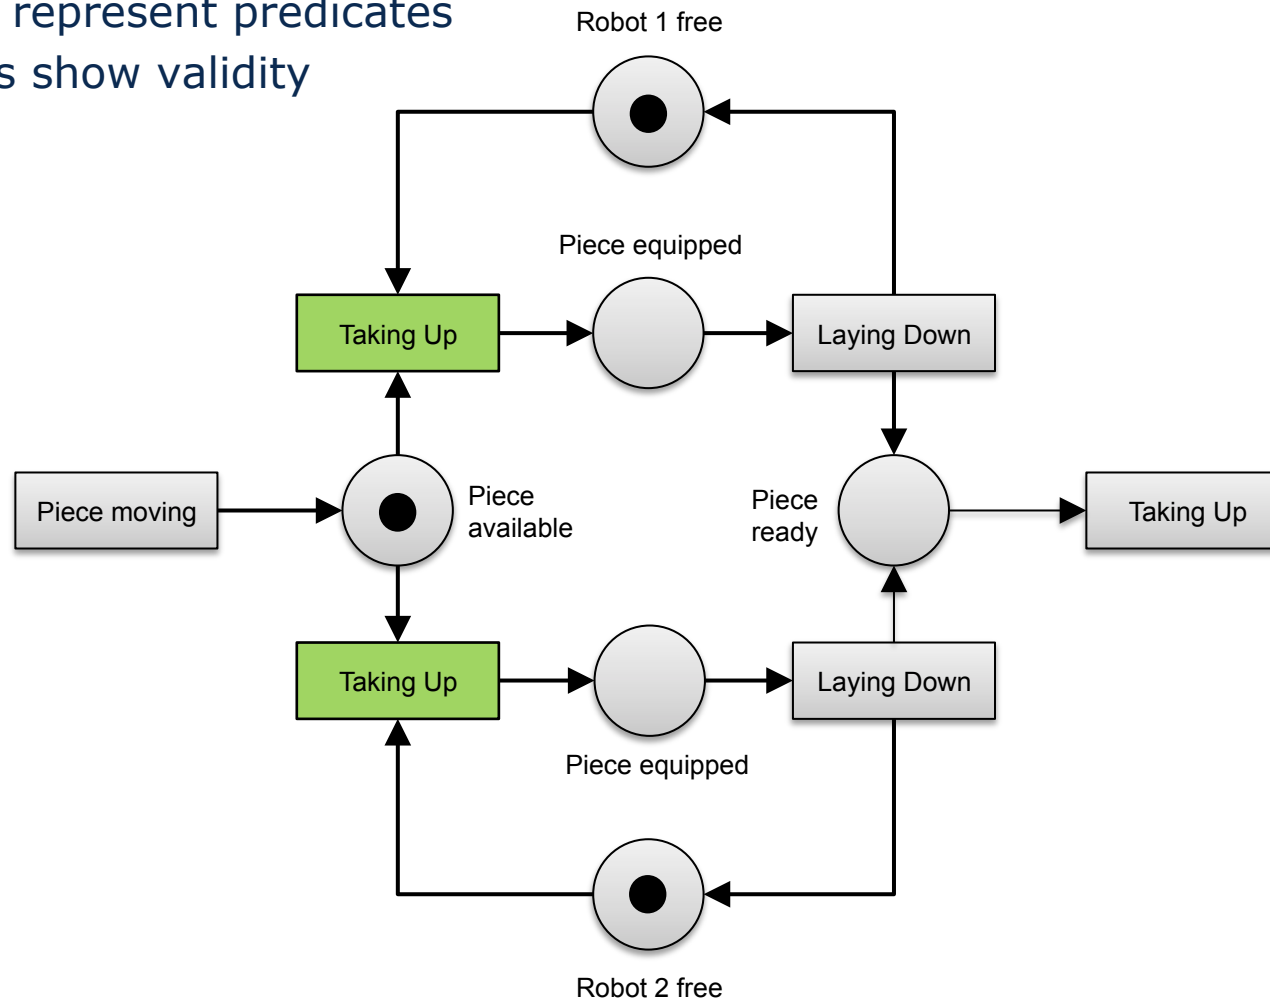 represent predicates
s show validity
Robot 1 free
Piece equipped
Taking Up
Laying Down
Piece moving
Piece
available
Piece
ready
Taking Up
Taking Up
Laying Down
Piece equipped
Robot 2 free